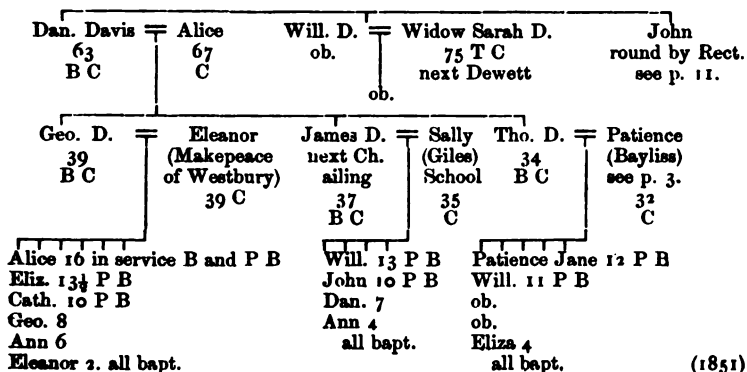 Dan. Davis = Alice Will. D. = Widow Sarah D. John
63 67 ob. 75 T C round by Rect.
B C C next Dewett see p. 11.
ob.
Geo. D. = Eleanor James D. = Sally Tho. D. = Patience
39 (Makepeace next Ch. (Giles) 34 (Bayliss)
B C of Westbury) ailing School B C see p. 3.
39 C 37 35 32
B C C C
Alice 16 in service B and P B Will. 13 P B Patience Jane 12 P B
Eliz. 13½ P B John 10 P B Will. 11 P B
Cath. 10 P B Dan. 7 ob.
Geo. 8 Ann 4 ob.
Ann 6 all bapt. Eliza 4
Eleanor 2. all bapt. all bapt. (1851)